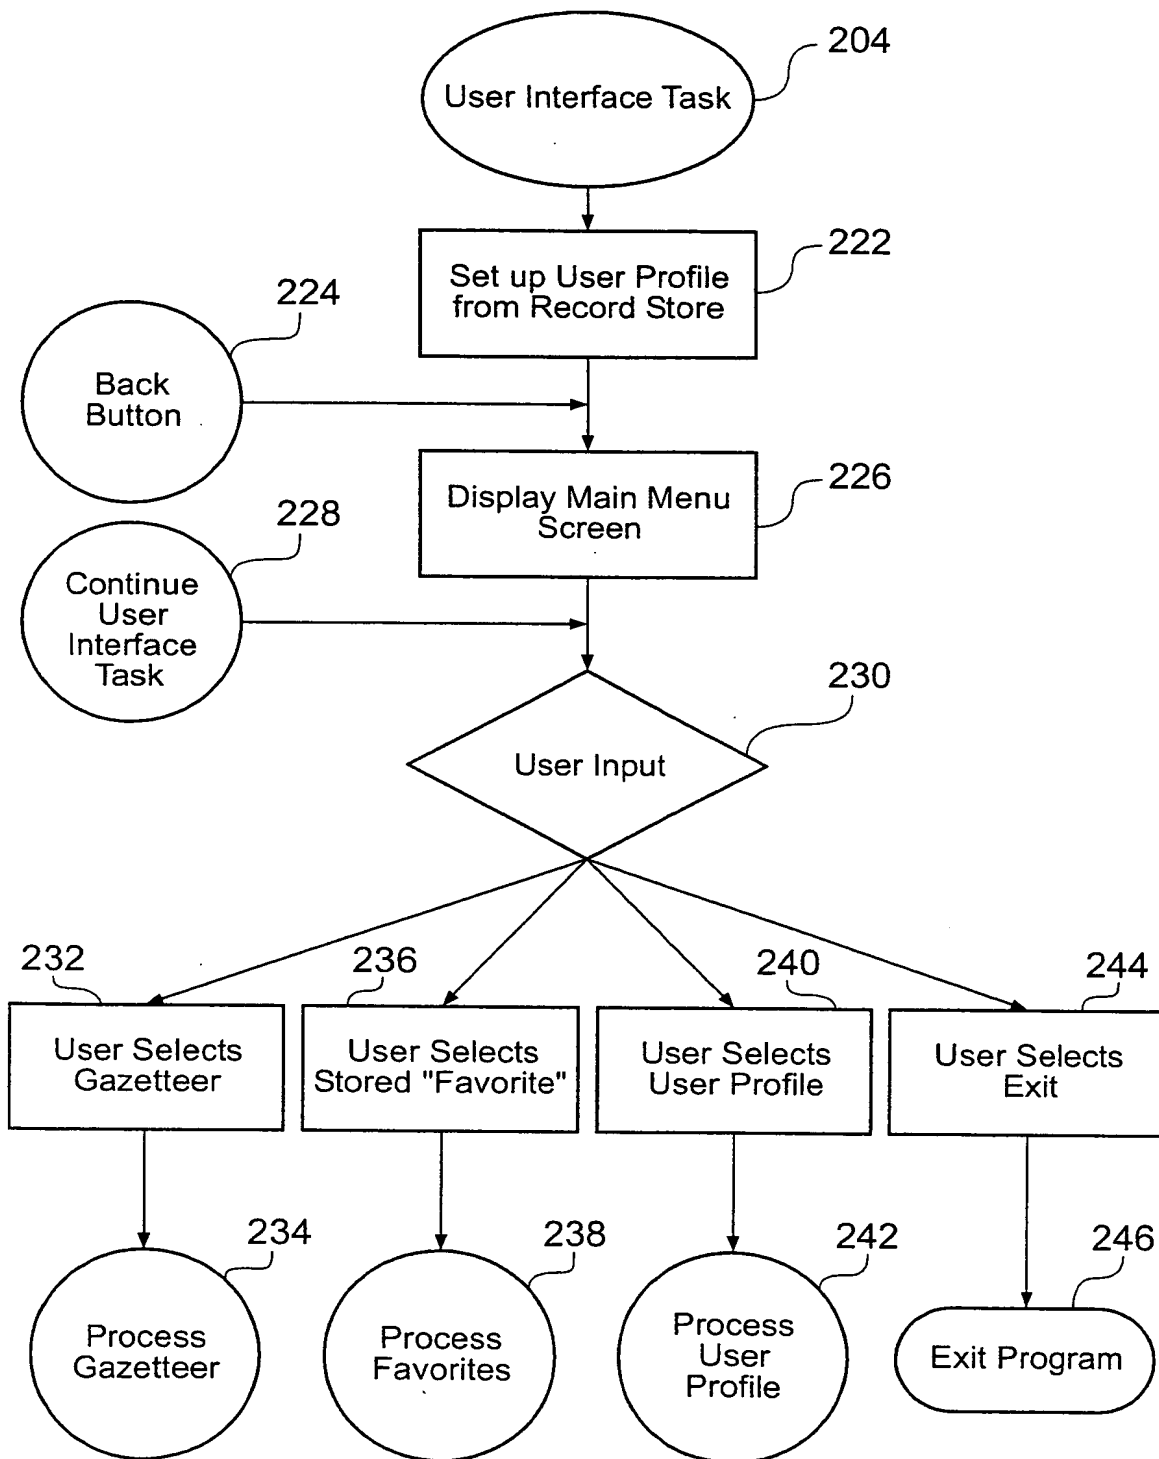 204
User Interface Task
222
Set up User Profile
from Record Store
224
Back
Button
226
Display Main Menu
Screen
228
Continue
User
Interface
Task
230
User Input
232
236
240
244
User Selects
Gazetteer
User Selects
Stored "Favorite"
User Selects
User Profile
User Selects
Exit
234
238
242
246
Process
Gazetteer
Process
Favorites
Process
User
Profile
Exit Program